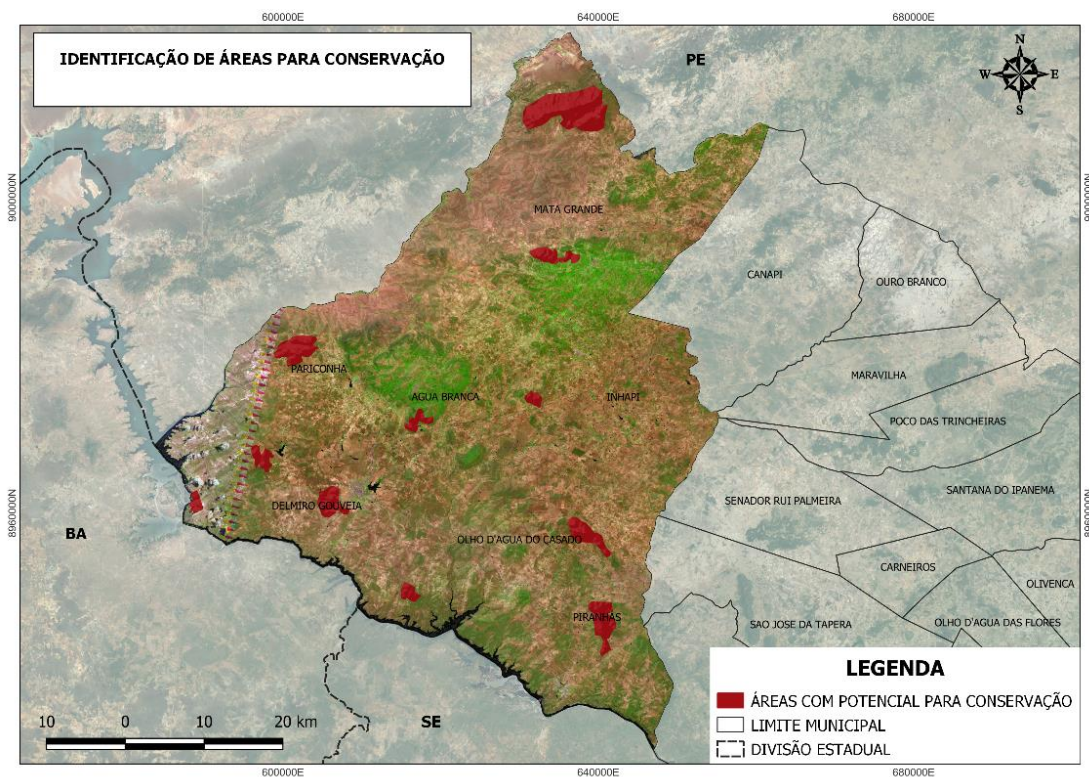 600000E
640000E
680000E
IDENTIFICAÇÃO DE ÁREAS PARA CONSERVAÇÃO
PE
N
W
E
S
9000000N
9000000N
MATA GRANDE
CANAPI
OURO BRANCO
PARICONHA
MARAVILHA
AGUA BRANCA
INHAPI
POCO DAS TRINCHEIRAS
SENADOR RUI PALMEIRA
SANTANA DO IPANEMA
DELMIRO GOUVEIA
8960000N
8960000N
BA
OLHO D'AGUA DO CASADO
CARNEIROS
OLIVENCA
PIRANHAS
SAO JOSE DA TAPERA
OLHO D'AGUA DAS FLORES
SE
LEGENDA
ÁREAS COM POTENCIAL PARA CONSERVAÇÃO
LIMITE MUNICIPAL
DIVISÃO ESTADUAL
10 0 10 20 km
600000E
640000E
680000E